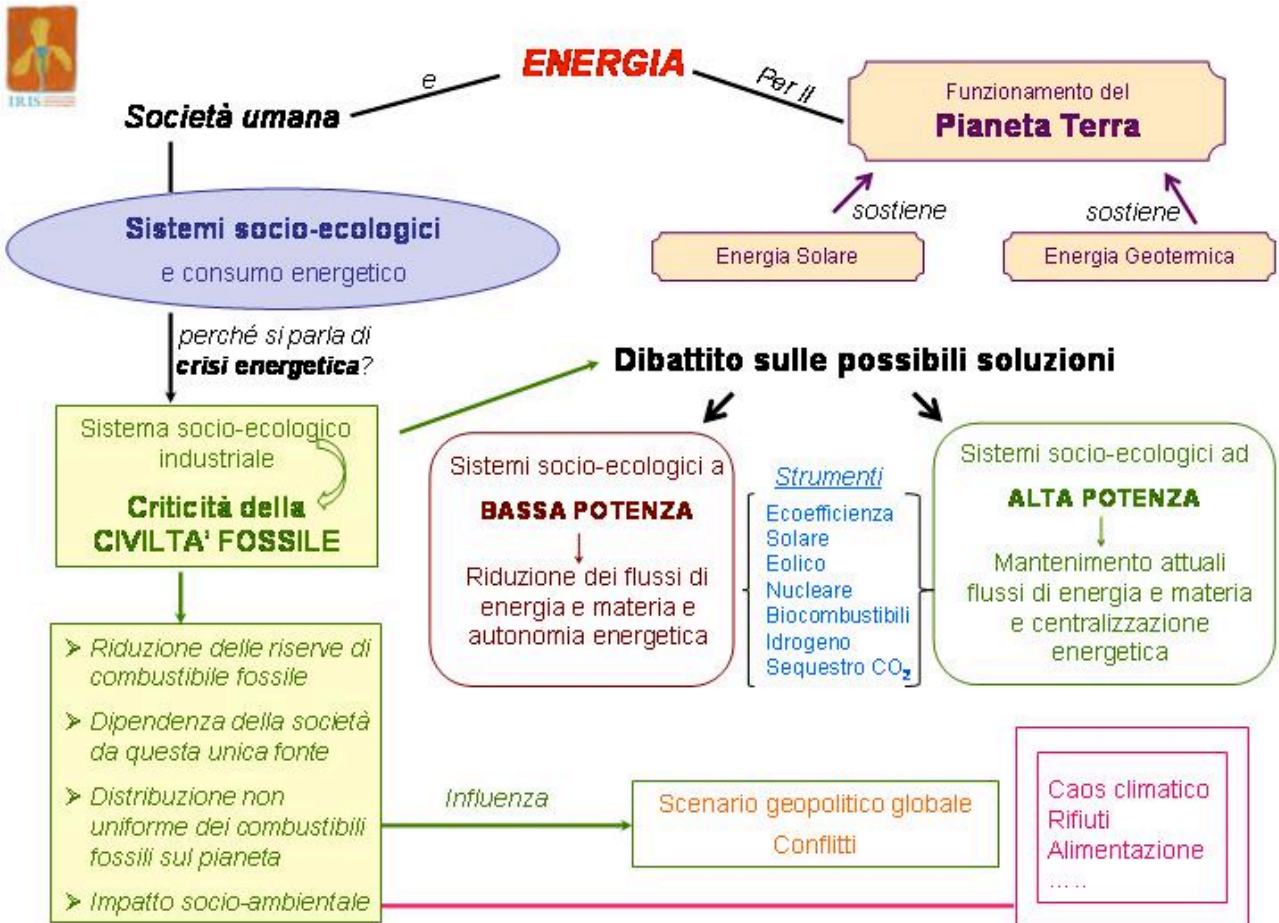 IRIS
ENERGIA
e
Per il
Società umana
Funzionamento del
Pianeta Terra
sostiene
sostiene
Energia Solare
Energia Geotermica
Sistemi socio-ecologici
e consumo energetico
perché si parla di
crisi energetica?
Dibattito sulle possibili soluzioni
Sistema socio-ecologico
industriale
Criticità della
CIVILTA' FOSSILE
Sistemi socio-ecologici a
BASSA POTENZA
Riduzione dei flussi di
energia e materia e
autonomia energetica
Strumenti
Ecoefficienza
Solare
Eolico
Nucleare
Biocombustibili
Idrogeno
Sequestro CO₂
Sistemi socio-ecologici ad
ALTA POTENZA
Mantenimento attuali
flussi di energia e materia
e centralizzazione
energetica
➤ Riduzione delle riserve di
combustibile fossile
➤ Dipendenza della società
da questa unica fonte
➤ Distribuzione non
uniforme dei combustibili
fossili sul pianeta
➤ Impatto socio-ambientale
Influenza
Scenario geopolitico globale
Conflitti
Caos climatico
Rifiuti
Alimentazione
.....